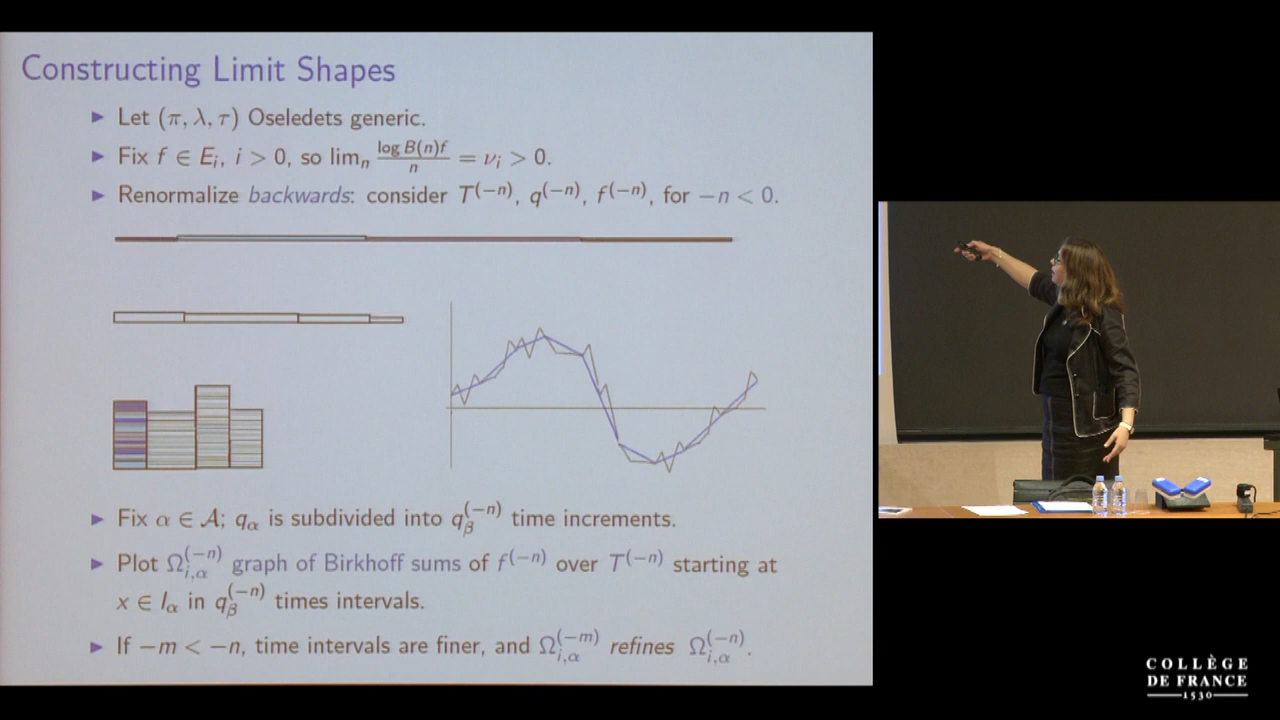 Constructing Limit Shapes
▶ Let (π, λ, τ) Oseledets generic.
▶ Fix f ∈ E_i, i > 0, so lim_n \frac{log B(n)f}{n} = ν_i > 0.
▶ Renormalize backwards: consider T^{(−n)}, q^{(−n)}, f^{(−n)}, for −n < 0.
▶ Fix α ∈ 𝒜; q_α is subdivided into q_β^{(−n)} time increments.
▶ Plot Ω_{i,α}^{(−n)} graph of Birkhoff sums of f^{(−n)} over T^{(−n)} starting at
x ∈ I_α in q_β^{(−n)} times intervals.
▶ If −m < −n, time intervals are finer, and Ω_{i,α}^{(−m)} refines Ω_{i,α}^{(−n)}.
COLLÈGE
DE FRANCE
1530